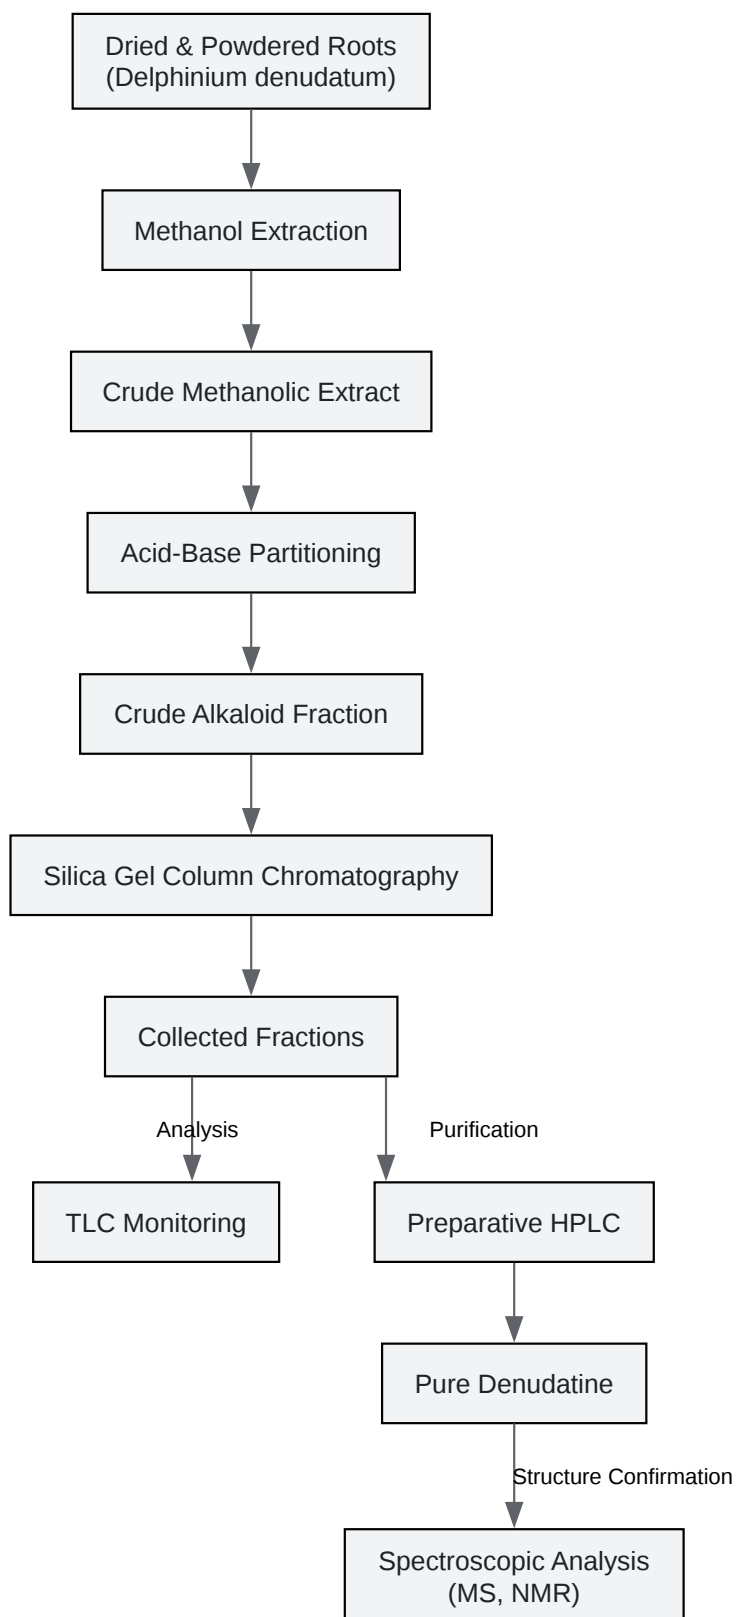 Dried & Powdered Roots
(Delphinium denudatum)
Methanol Extraction
Crude Methanolic Extract
Acid-Base Partitioning
Crude Alkaloid Fraction
Silica Gel Column Chromatography
Collected Fractions
Analysis
Purification
TLC Monitoring
Preparative HPLC
Pure Denudatine
Structure Confirmation
Spectroscopic Analysis
(MS, NMR)